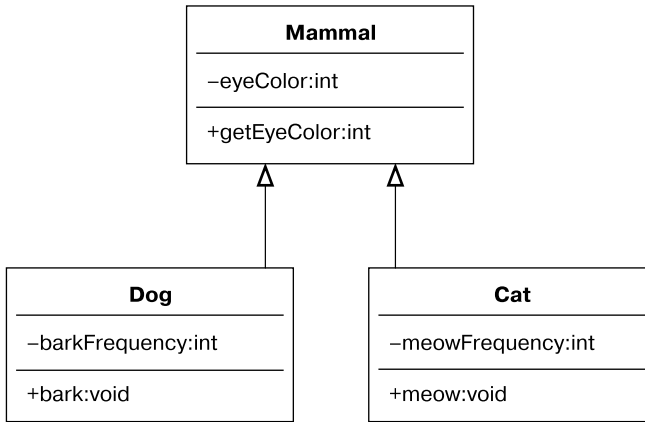 Mammal
–eyeColor:int
+getEyeColor:int
Dog
–barkFrequency:int
+bark:void
Cat
–meowFrequency:int
+meow:void